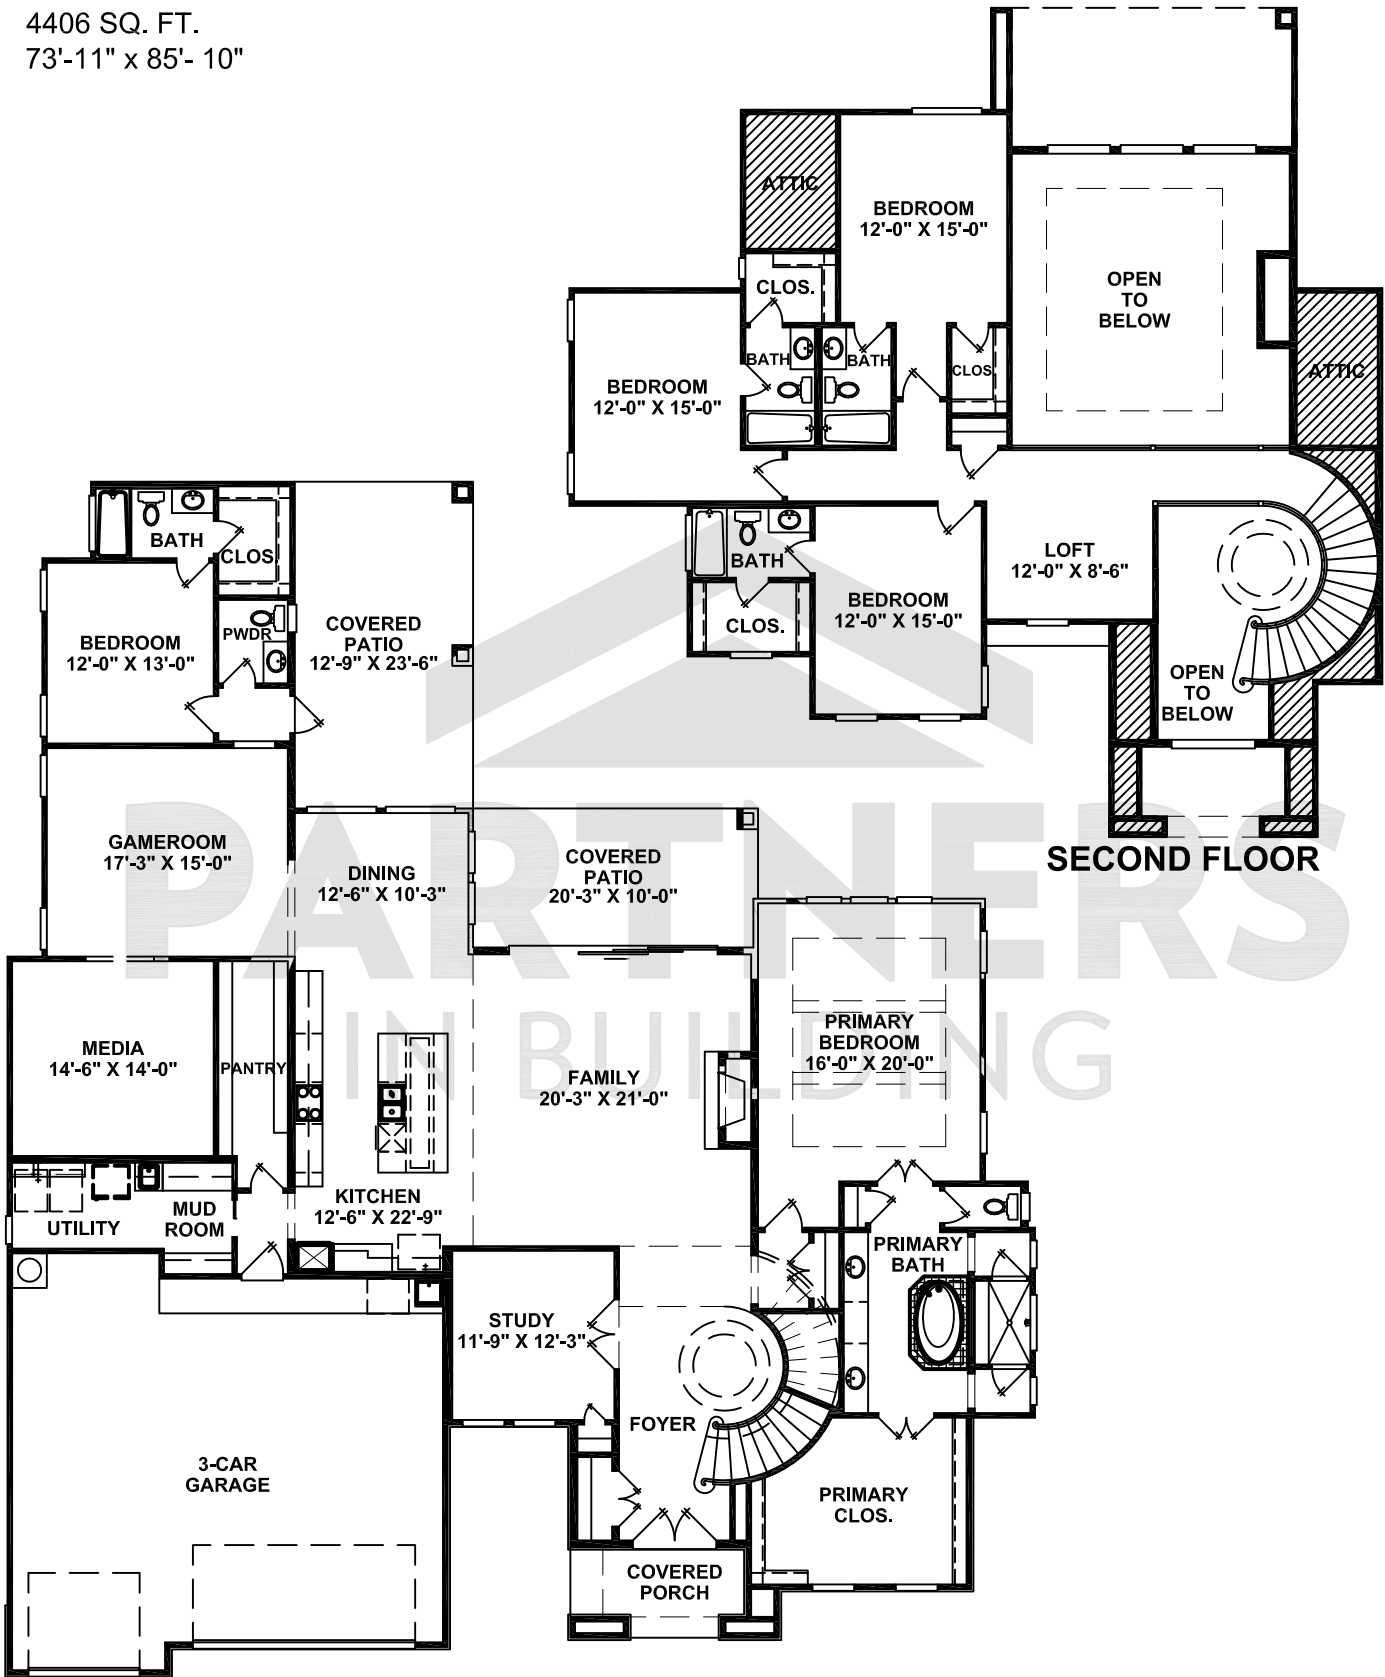 4406 SQ. FT.
73'-11" x 85'- 10"
ATTIC
BEDROOM
12'-0" X 15'-0"
CLOS.
OPEN
TO
BELOW
BATH
BATH
CLOS
ATTIC
BEDROOM
12'-0" X 15'-0"
BATH
CLOS.
BEDROOM
12'-0" X 15'-0"
LOFT
12'-0" X 8'-6"
OPEN
TO
BELOW
SECOND FLOOR
BATH
CLOS
BEDROOM
12'-0" X 13'-0"
PWDR
COVERED
PATIO
12'-9" X 23'-6"
GAMEROOM
17'-3" X 15'-0"
DINING
12'-6" X 10'-3"
COVERED
PATIO
20'-3" X 10'-0"
PARTNERS
IN BUILDING
MEDIA
14'-6" X 14'-0"
PANTRY
FAMILY
20'-3" X 21'-0"
PRIMARY
BEDROOM
16'-0" X 20'-0"
KITCHEN
12'-6" X 22'-9"
UTILITY
MUD
ROOM
PRIMARY
BATH
STUDY
11'-9" X 12'-3"
FOYER
3-CAR
GARAGE
PRIMARY
CLOS.
COVERED
PORCH